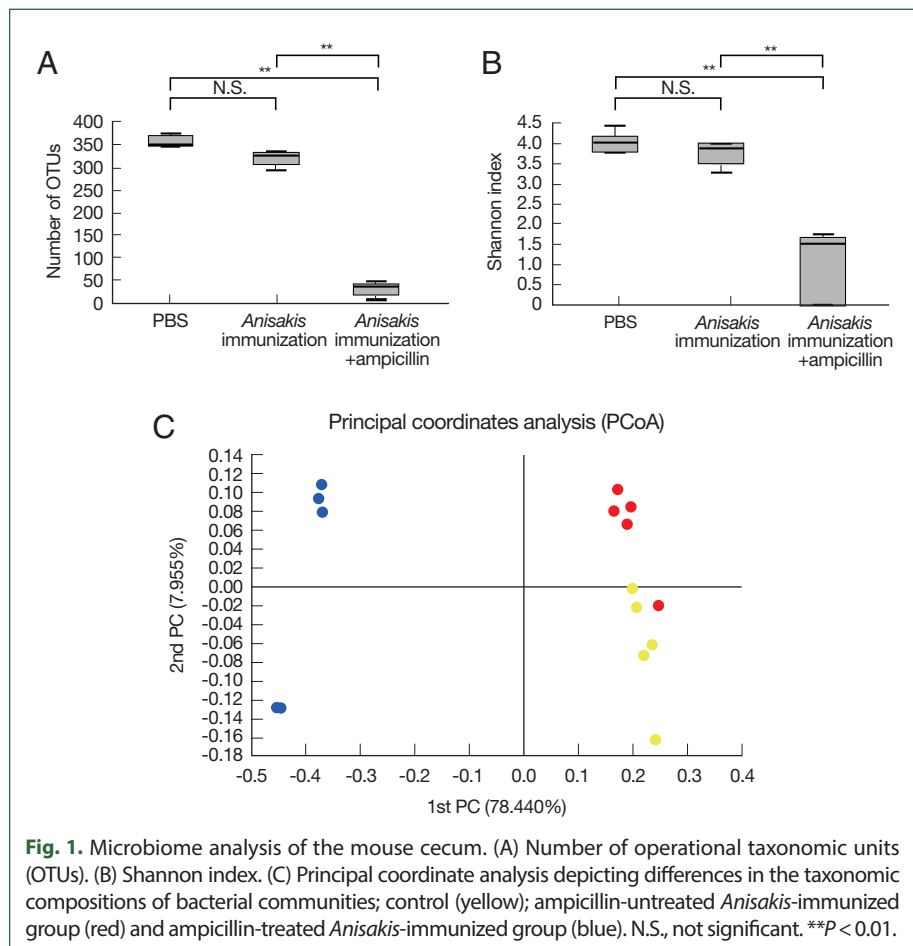 A
**
**
N.S.
400
350
300
250
200
150
100
50
0
Number of OTUs
PBS
Anisakis
immunization
Anisakis
immunization
+ampicillin
B
**
**
N.S.
4.5
4.0
3.5
3.0
2.5
2.0
1.5
1.0
0.5
0
Shannon index
PBS
Anisakis
immunization
Anisakis
immunization
+ampicillin
C
Principal coordinates analysis (PCoA)
0.14
0.12
0.10
0.08
0.06
0.04
0.02
0.00
-0.02
-0.04
-0.06
-0.08
-0.10
-0.12
-0.14
-0.16
-0.18
2nd PC (7.955%)
-0.5 -0.4 -0.3 -0.2 -0.1 0.0 0.1 0.2 0.3 0.4
1st PC (78.440%)
Fig. 1. Microbiome analysis of the mouse cecum. (A) Number of operational taxonomic units
(OTUs). (B) Shannon index. (C) Principal coordinate analysis depicting differences in the taxonomic
compositions of bacterial communities; control (yellow); ampicillin-untreated Anisakis-immunized
group (red) and ampicillin-treated Anisakis-immunized group (blue). N.S., not significant. **P < 0.01.